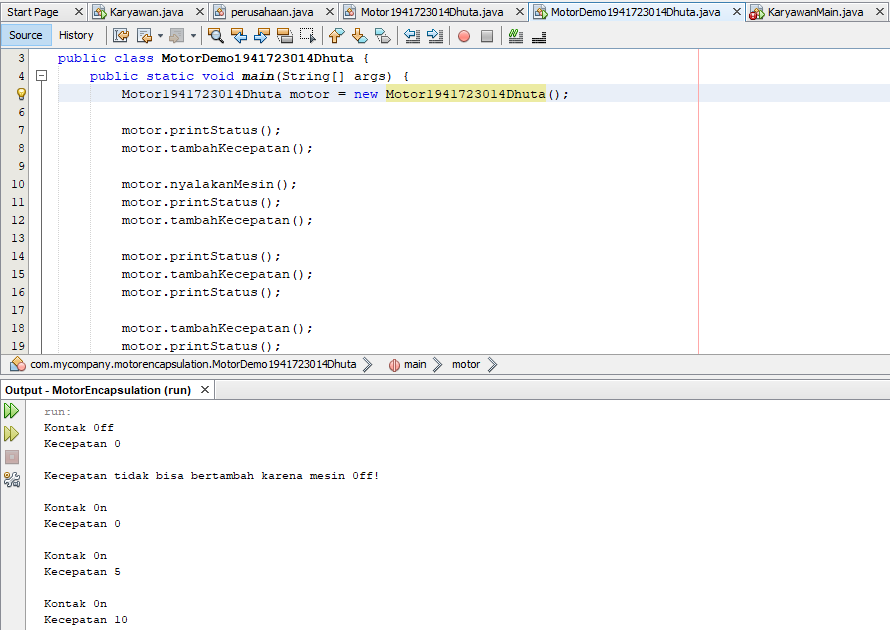 Start Page Karyawan.java perusahaan.java Motor1941723014Dhuta.java MotorDemo1941723014Dhuta.java KaryawanMain.java
Source History
3 public class MotorDemo1941723014Dhuta {
4 public static void main(String[] args) {
Motor1941723014Dhuta motor = new Motor1941723014Dhuta();
6
7 motor.printStatus();
8 motor.tambahKecepatan();
9
10 motor.nyalakanMesin();
11 motor.printStatus();
12 motor.tambahKecepatan();
13
14 motor.printStatus();
15 motor.tambahKecepatan();
16 motor.printStatus();
17
18 motor.tambahKecepatan();
19 motor.printStatus();
com.mycompany.motorencapsulation.MotorDemo1941723014Dhuta main motor
Output - MotorEncapsulation (run)
run:
Kontak Off
Kecepatan 0
Kecepatan tidak bisa bertambah karena mesin Off!
Kontak On
Kecepatan 0
Kontak On
Kecepatan 5
Kontak On
Kecepatan 10